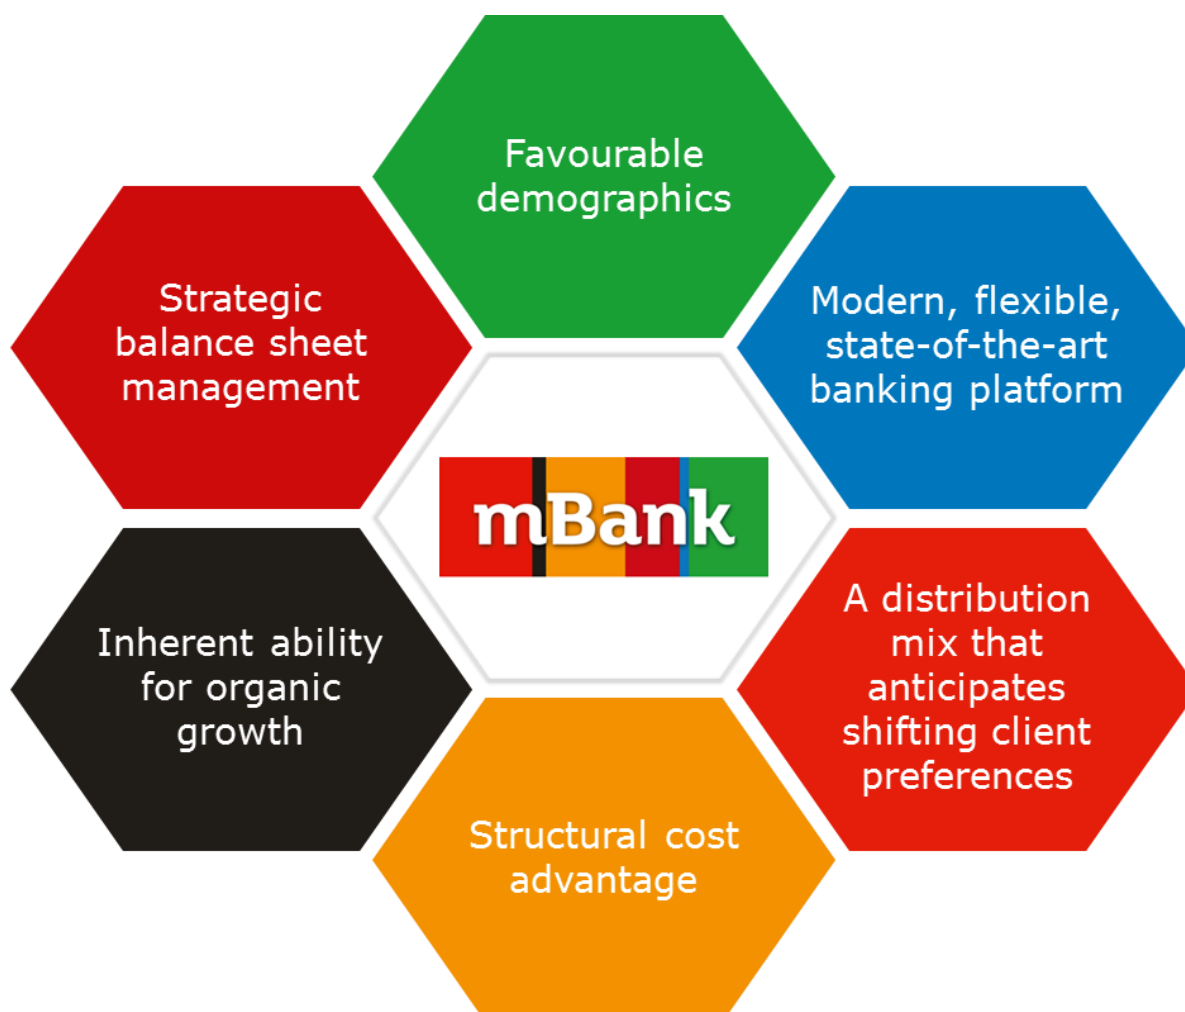 Favourable
demographics
Modern, flexible,
state-of-the-art
banking platform
A distribution
mix that
anticipates
shifting client
preferences
Structural cost
advantage
Inherent ability
for organic
growth
Strategic
balance sheet
management
mBank